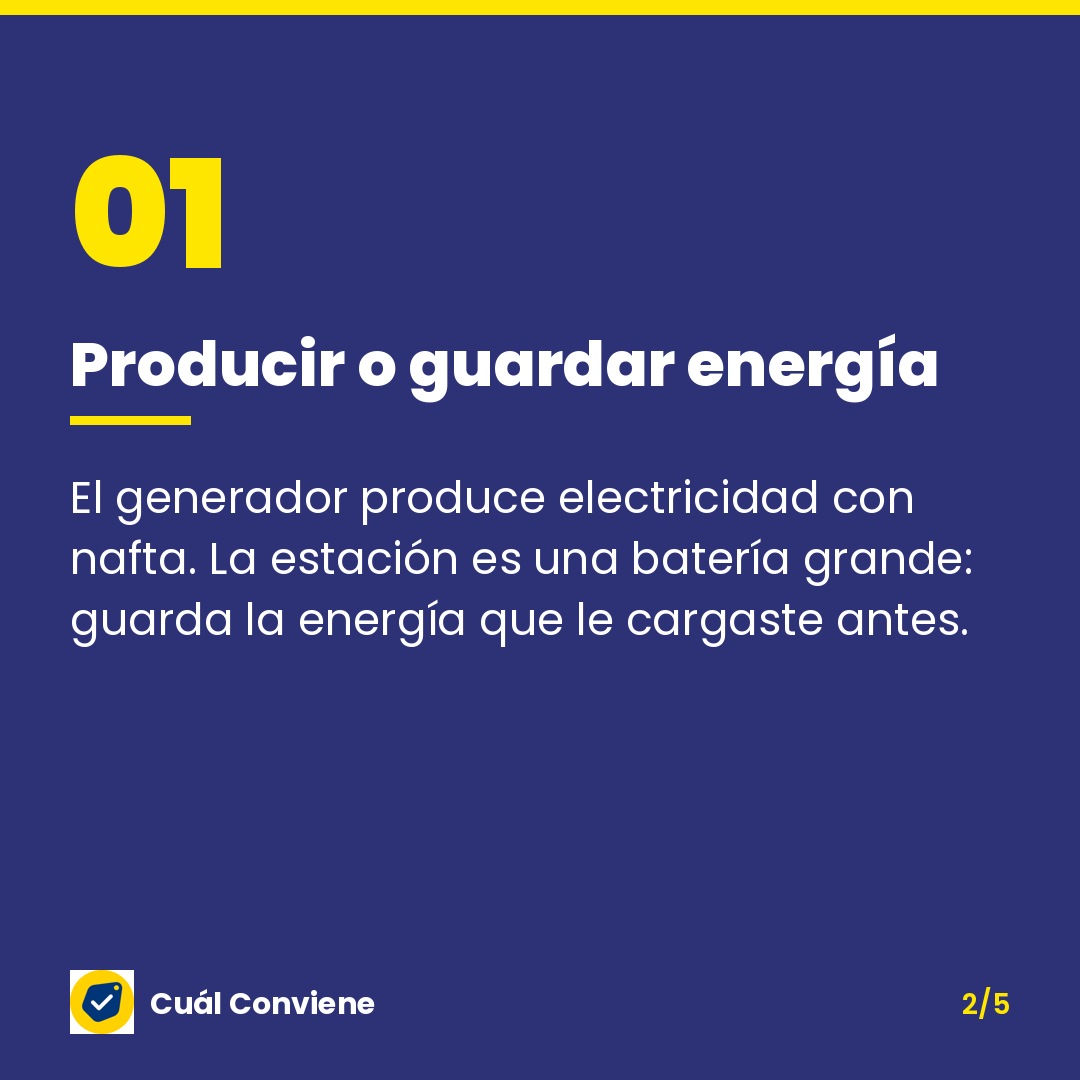 01
Producir o guardar energía
El generador produce electricidad con
nafta. La estación es una batería grande:
guarda la energía que le cargaste antes.
Cuál Conviene
2/5